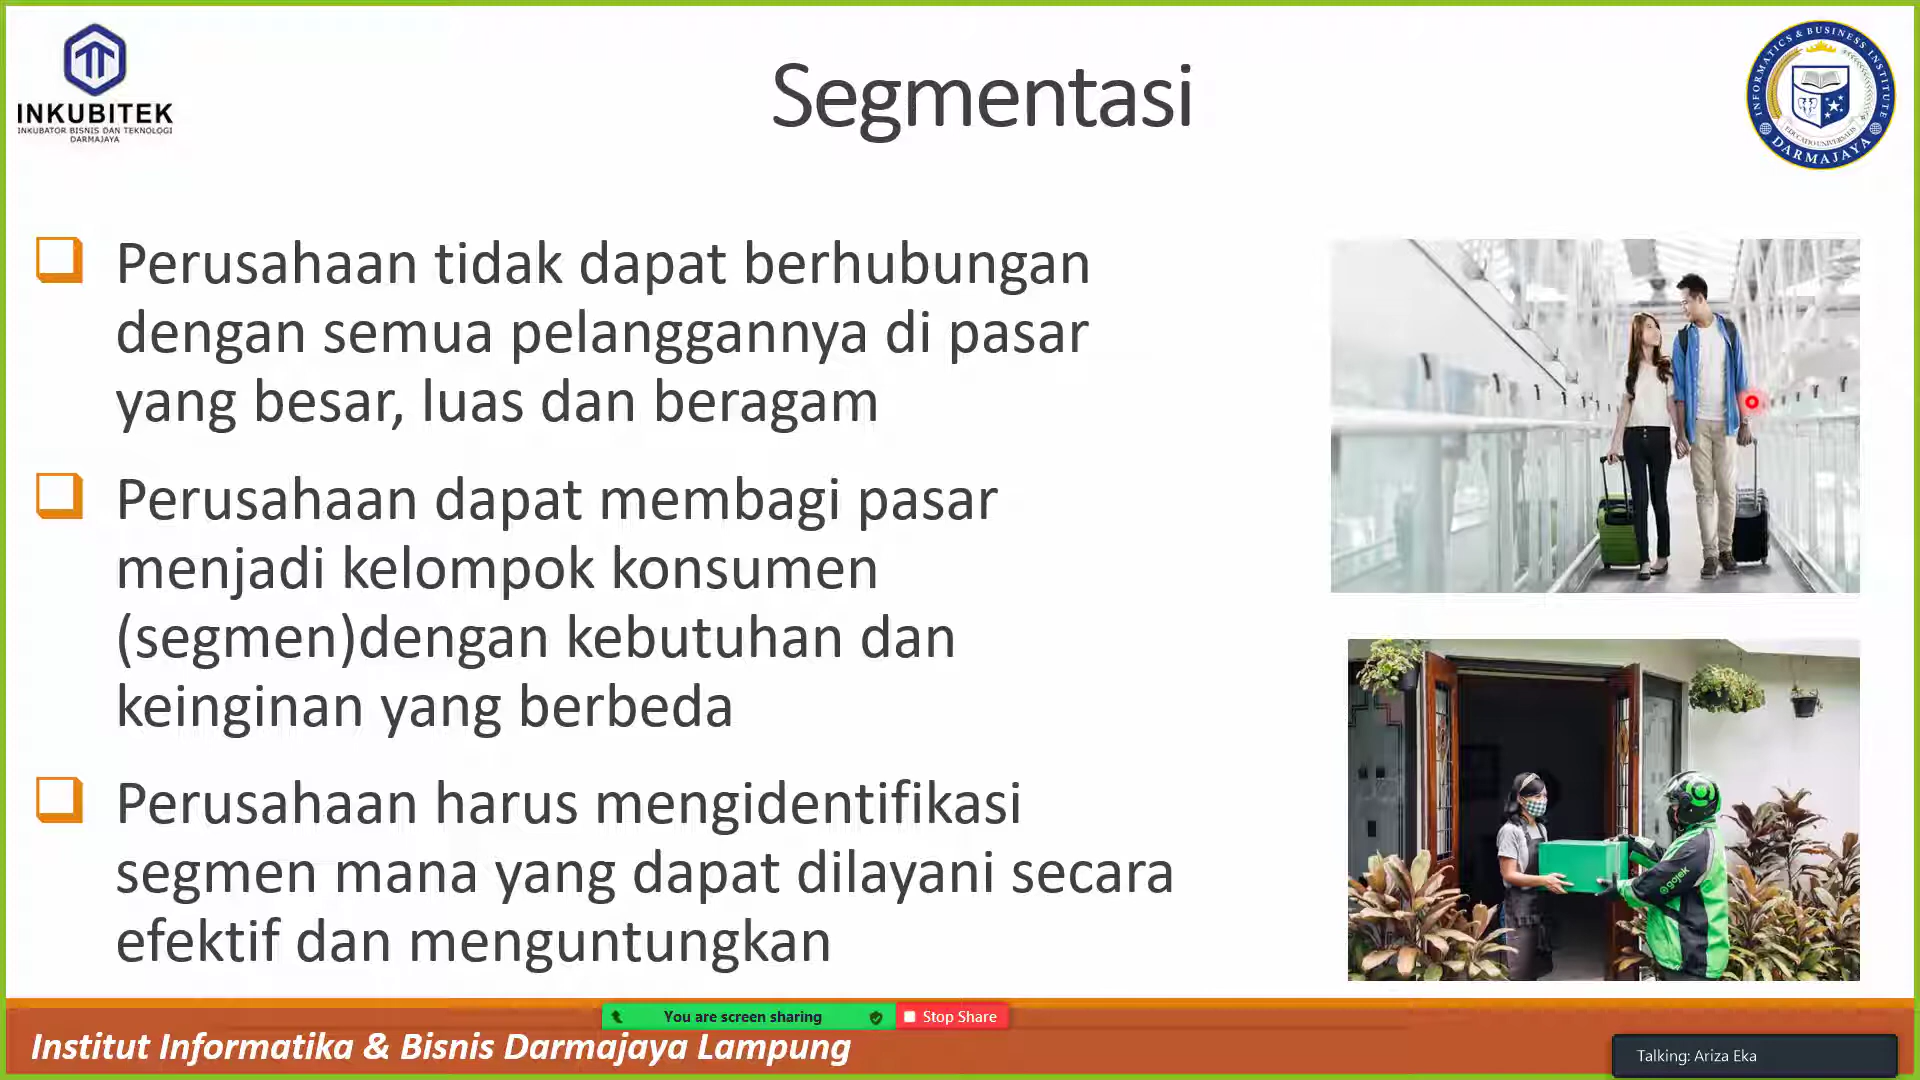 INKUBITEK
INKUBATOR BISNIS DAN TEKNOLOGI
DARMAJAYA
Segmentasi
INFORMATICS & BUSINESS INSTITUTE
EDUCATIO UNIVERSALIS
DARMAJAYA
Perusahaan tidak dapat berhubungan
dengan semua pelanggannya di pasar
yang besar, luas dan beragam
Perusahaan dapat membagi pasar
menjadi kelompok konsumen
(segmen)dengan kebutuhan dan
keinginan yang berbeda
Perusahaan harus mengidentifikasi
segmen mana yang dapat dilayani secara
efektif dan menguntungkan
gojek
You are screen sharing
Stop Share
Institut Informatika & Bisnis Darmajaya Lampung
Talking: Ariza Eka